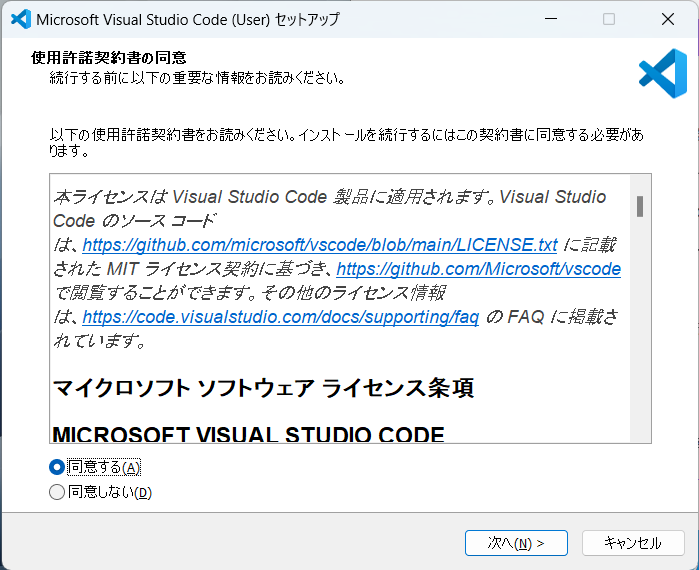 Microsoft Visual Studio Code (User) セットアップ
使用許諾契約書の同意
続行する前に以下の重要な情報をお読みください。
以下の使用許諾契約書をお読みください。インストールを続行するにはこの契約書に同意する必要があ
ります。
本ライセンスは Visual Studio Code 製品に適用されます。Visual Studio
Code のソース コード
は、https://github.com/microsoft/vscode/blob/main/LICENSE.txt に記載
された MIT ライセンス契約に基づき、https://github.com/Microsoft/vscode
で閲覧することができます。その他のライセンス情報
は、https://code.visualstudio.com/docs/supporting/faq の FAQ に掲載さ
れています。
マイクロソフト ソフトウェア ライセンス条項
MICROSOFT VISUAL STUDIO CODE
同意する(A)
同意しない(D)
次へ(N) >
キャンセル